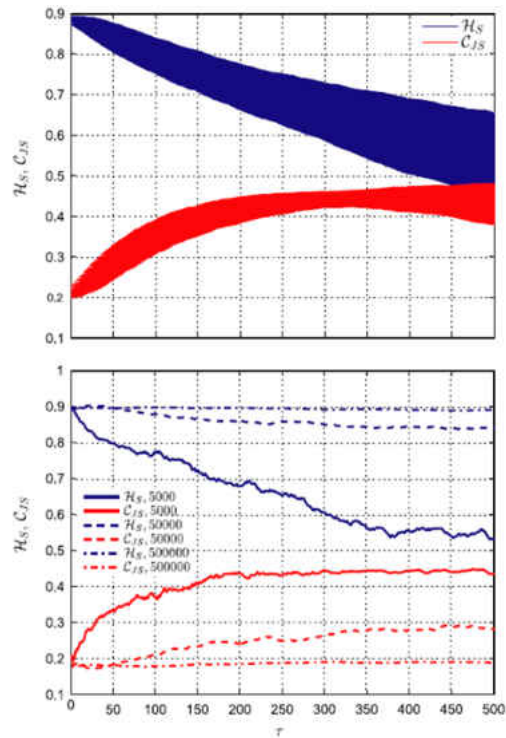 0.9
0.8
0.7
0.6
0.5
0.4
0.3
0.2
0.1
H_S, C_JS
H_S
C_JS
1
0.9
0.8
0.7
0.6
0.5
0.4
0.3
0.2
0.1
H_S, C_JS
H_S, 5000
C_JS, 5000
H_S, 50000
C_JS, 50000
H_S, 500000
C_JS, 500000
0 50 100 150 200 250 300 350 400 450 500
τ